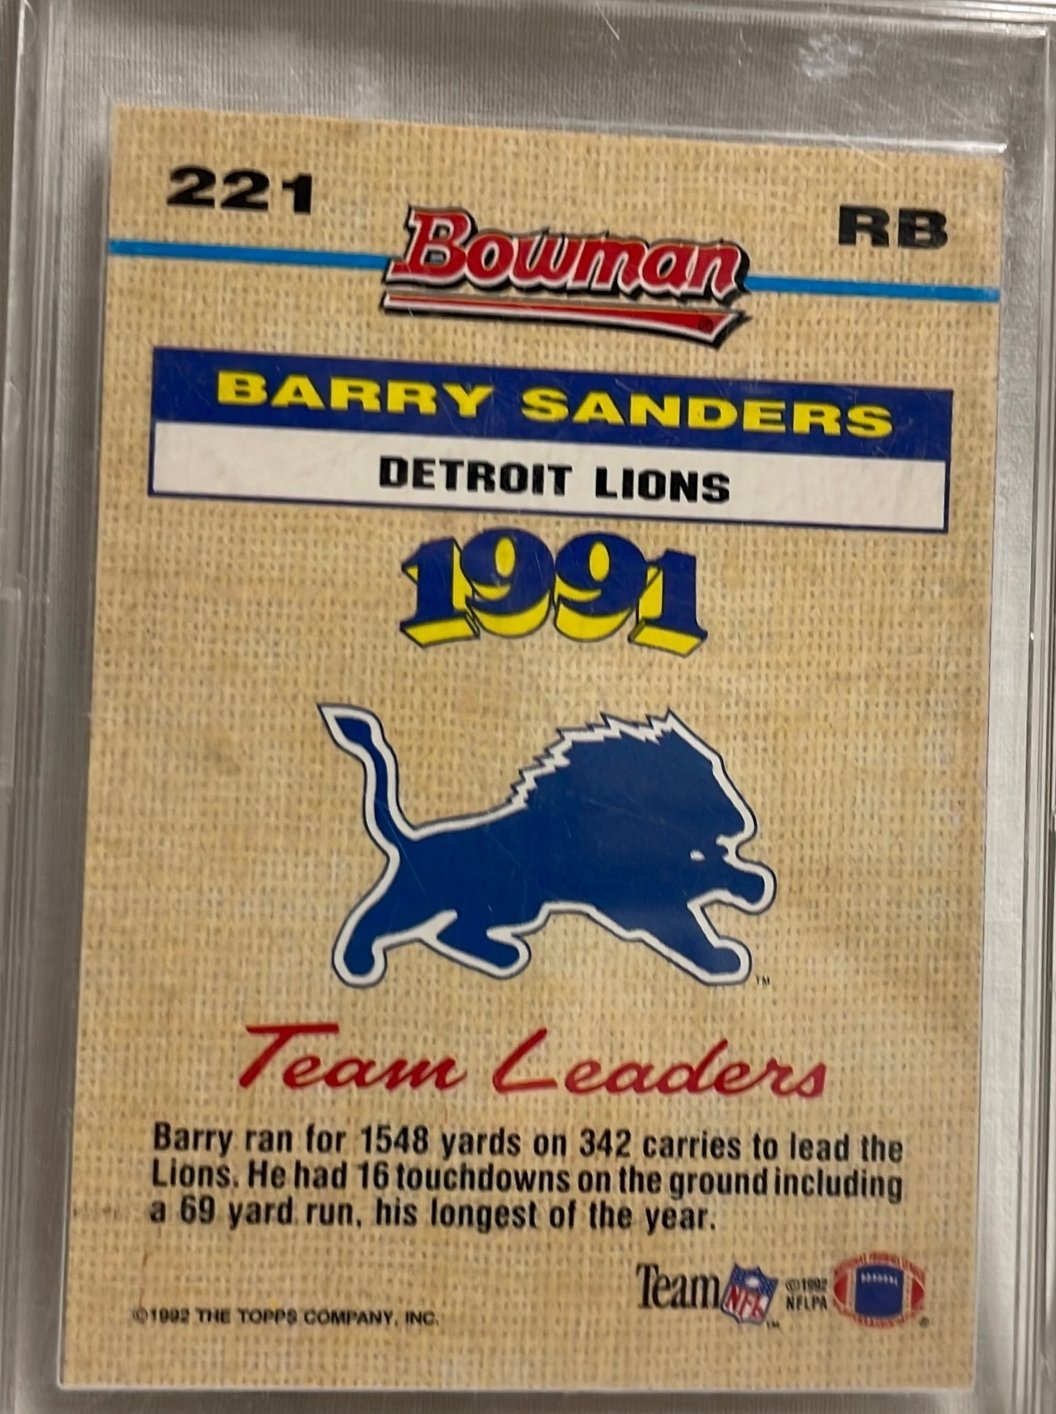 221
RB
Bowman
®
BARRY SANDERS
DETROIT LIONS
1991
TM
Team Leaders
Barry ran for 1548 yards on 342 carries to lead the
Lions. He had 16 touchdowns on the ground including
a 69 yard run, his longest of the year.
©1992 THE TOPPS COMPANY, INC.
Team NFL
TM
©1992
NFLPA
®